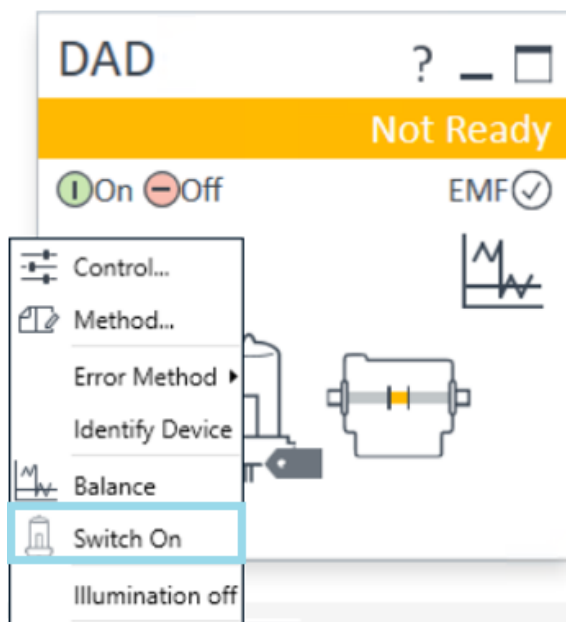 DAD ?
Not Ready
On Off EMF
Control...
Method...
Error Method
Identify Device
Balance
Switch On
Illumination off